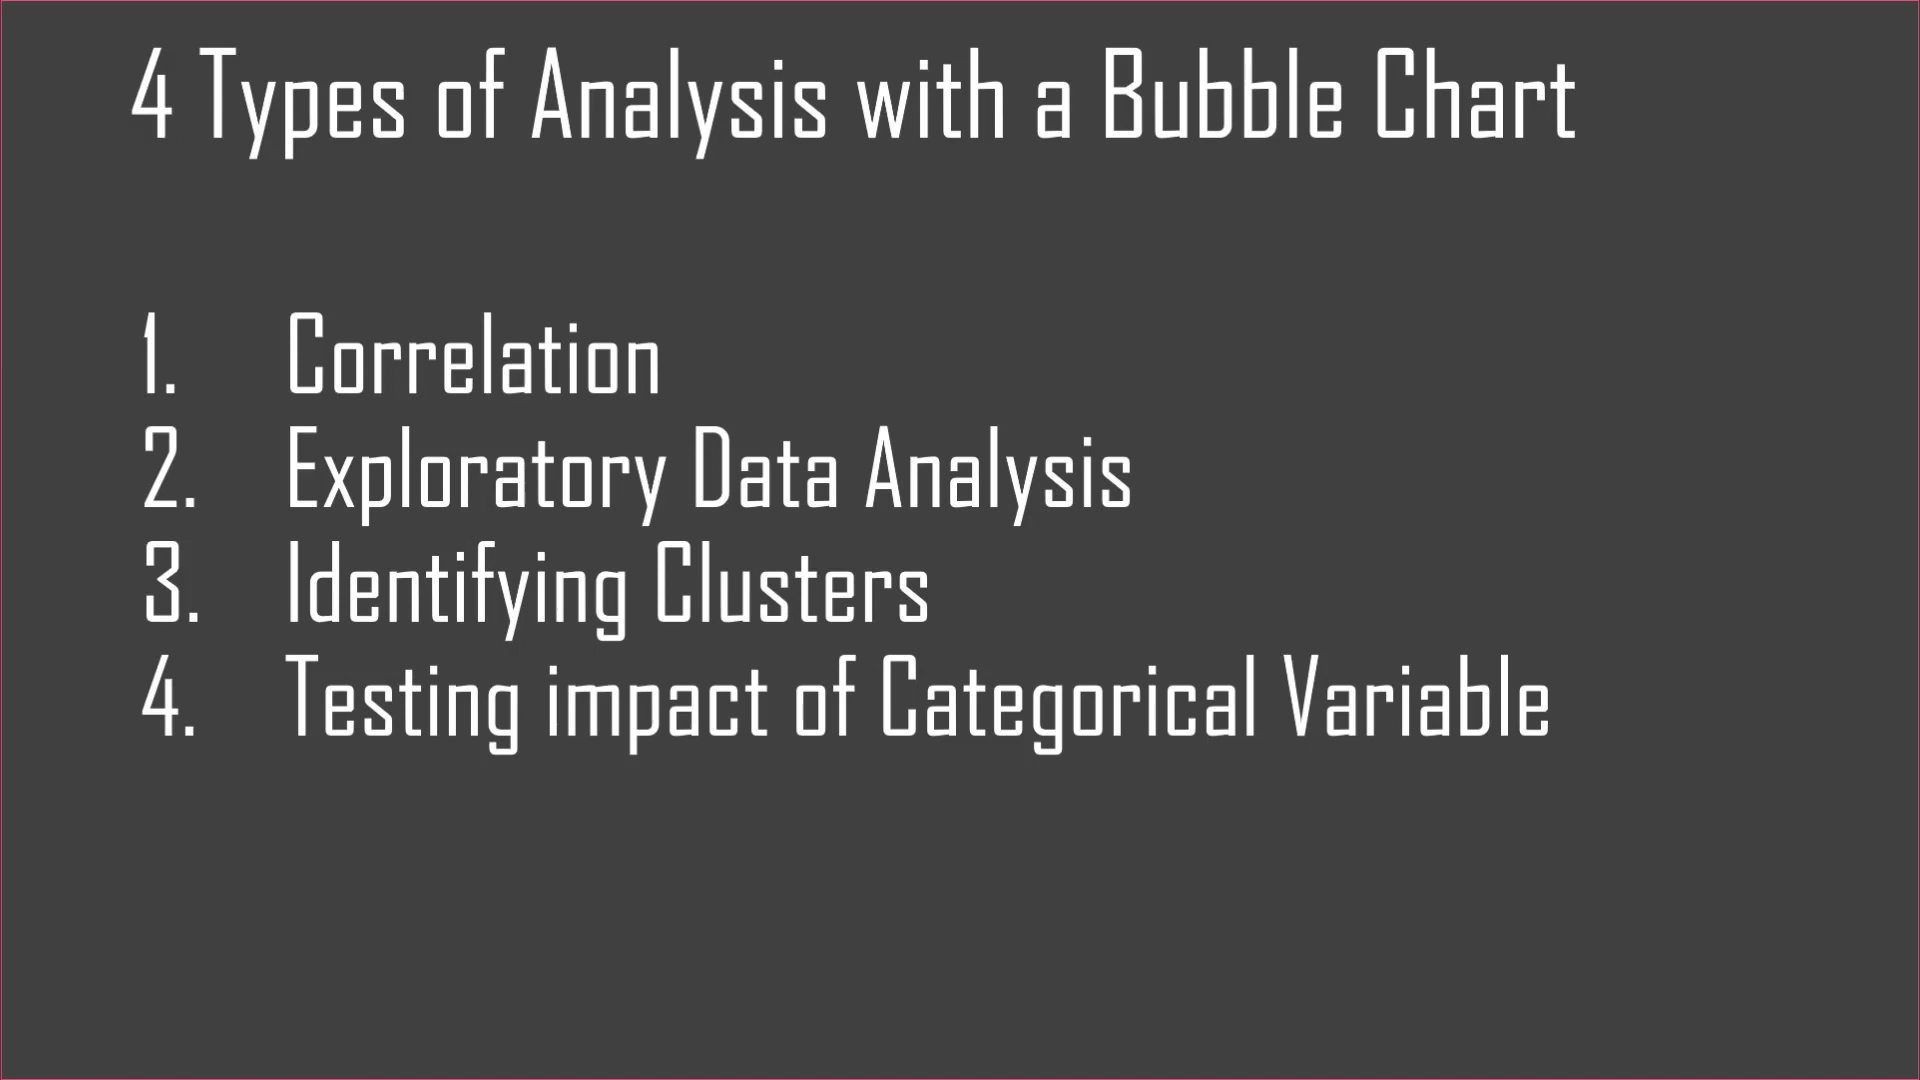 4 Types of Analysis with a Bubble Chart
1. Correlation
2. Exploratory Data Analysis
3. Identifying Clusters
4. Testing impact of Categorical Variable